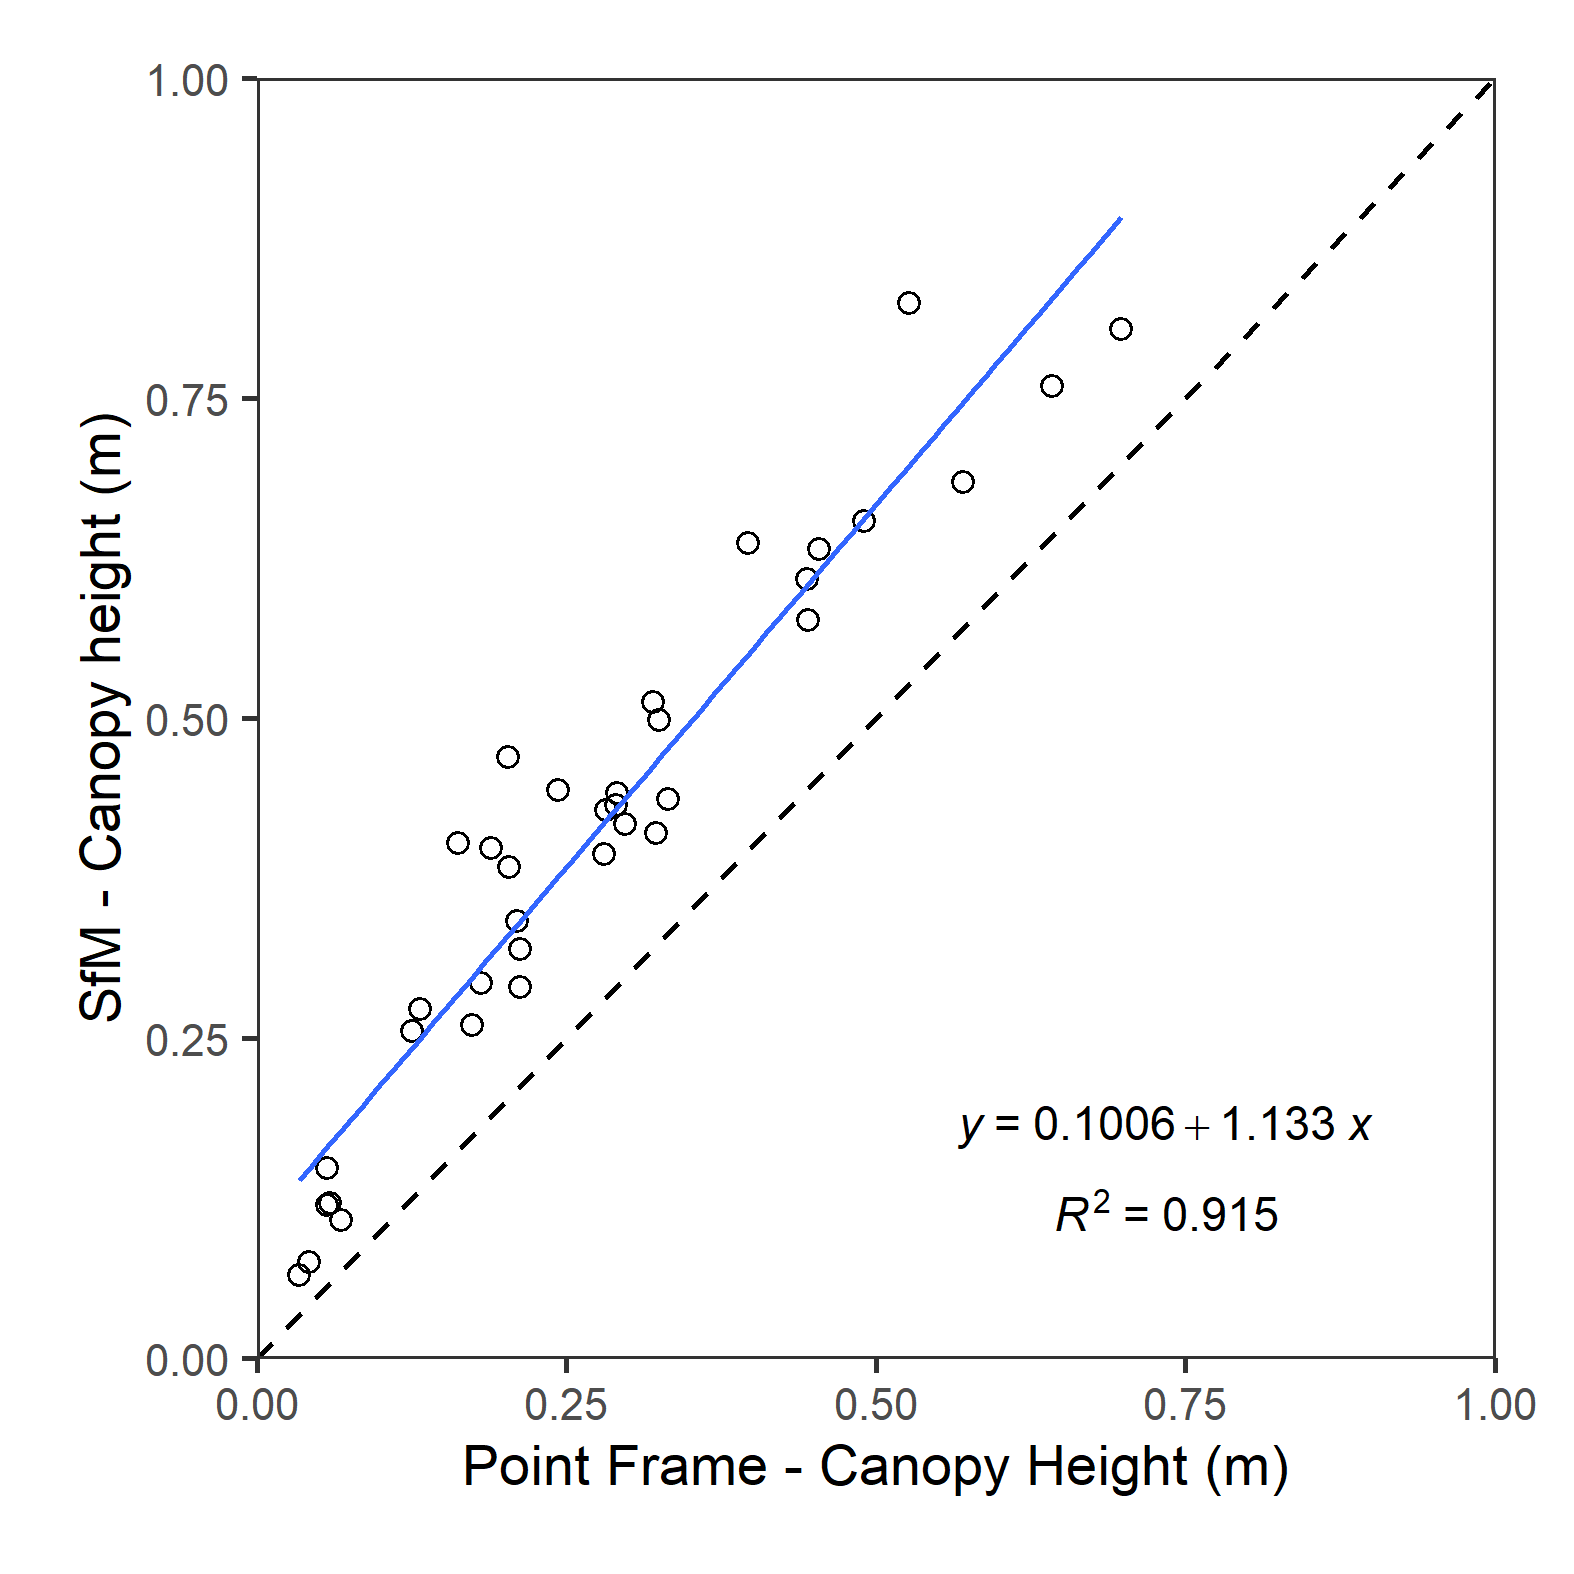 1.00
0.75
0.50
0.25
0.00
SfM - Canopy height (m)
y = 0.1006 + 1.133 x
R² = 0.915
0.00 0.25 0.50 0.75 1.00
Point Frame - Canopy Height (m)